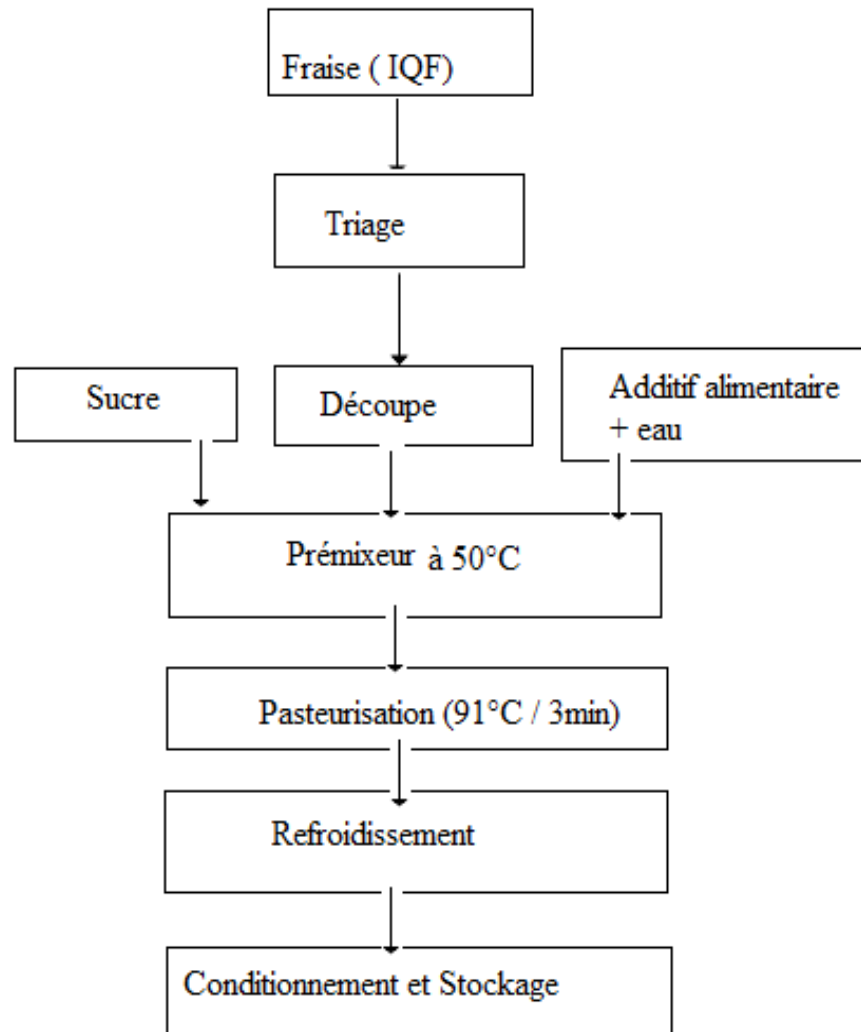 Fraise ( IQF)
Triage
Sucre
Découpe
Additif alimentaire
+ eau
Prémixeur à 50°C
Pasteurisation (91°C / 3min)
Refroidissement
Conditionnement et Stockage